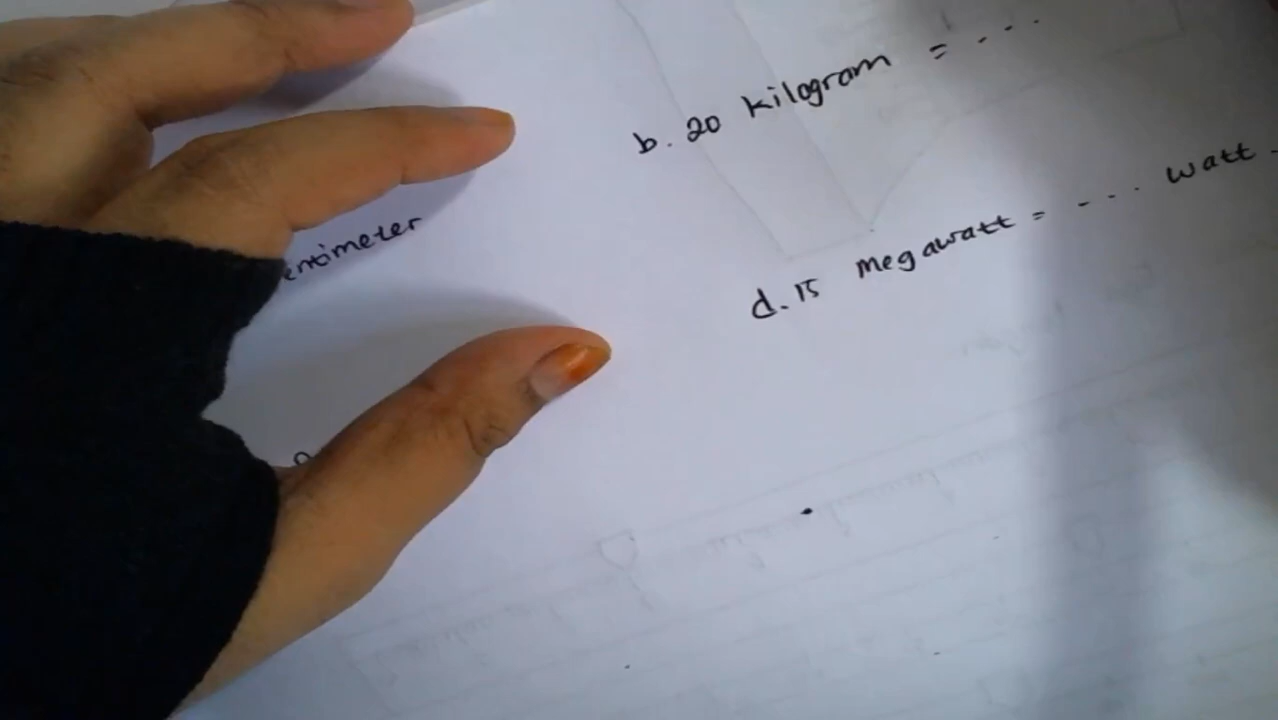 b. 20 kilogram = ...
entimeter
d. 15 megawatt = ... watt.